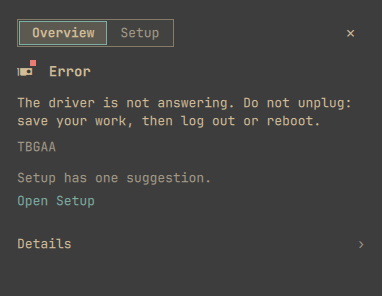 Overview Setup ×
Error
The driver is not answering. Do not unplug:
save your work, then log out or reboot.
TBGAA
Setup has one suggestion.
Open Setup
Details ›